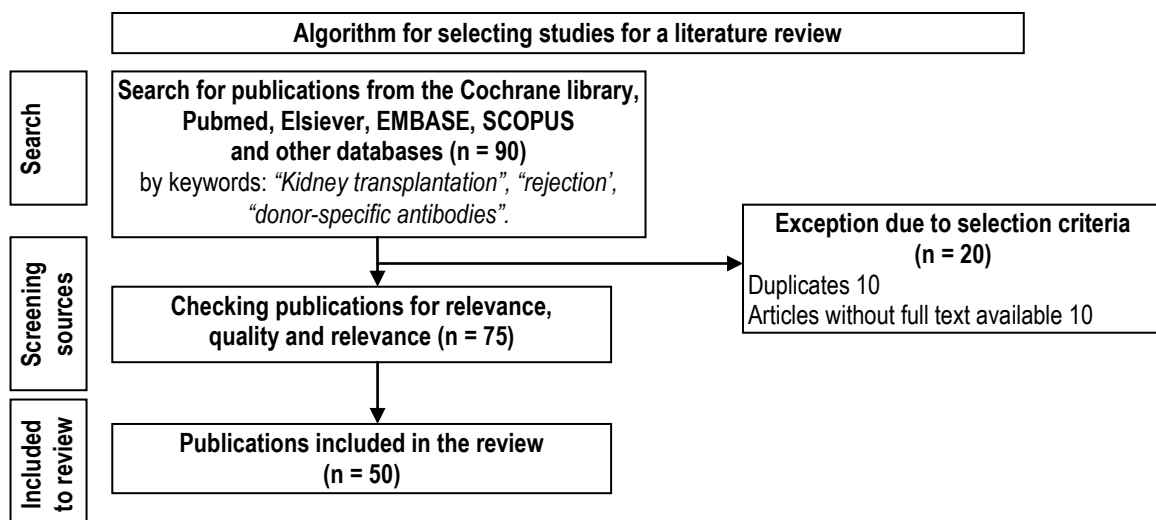 Algorithm for selecting studies for a literature review
Search
Search for publications from the Cochrane library,
Pubmed, Elsiever, EMBASE, SCOPUS
and other databases (n = 90)
by keywords: “Kidney transplantation”, “rejection’,
“donor-specific antibodies”.
Exception due to selection criteria
(n = 20)
Duplicates 10
Articles without full text available 10
Screening
sources
Checking publications for relevance,
quality and relevance (n = 75)
Included
to review
Publications included in the review
(n = 50)